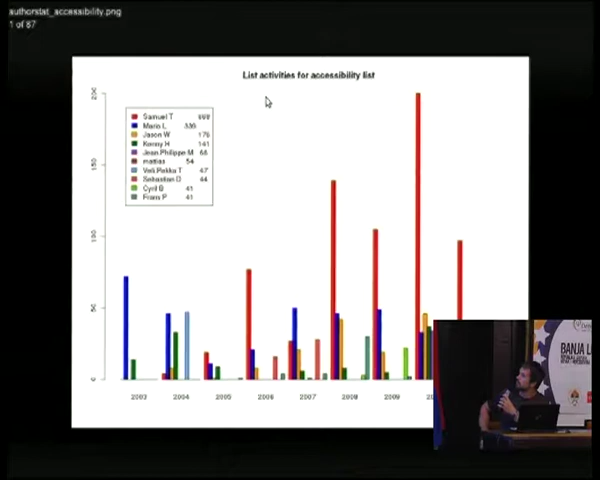 authorstat_accessibility.png
1 of 87
List activities for accessibility list
200
150
100
50
0
Samuel T
Mario L
Jason W 176
Kenny H 141
Jean Philippe M 66
mattias 54
Veli Pekka T 47
Sebastian D 44
Cyril B 41
Frans P 41
2003 2004 2005 2006 2007 2008 2009
BANJA L